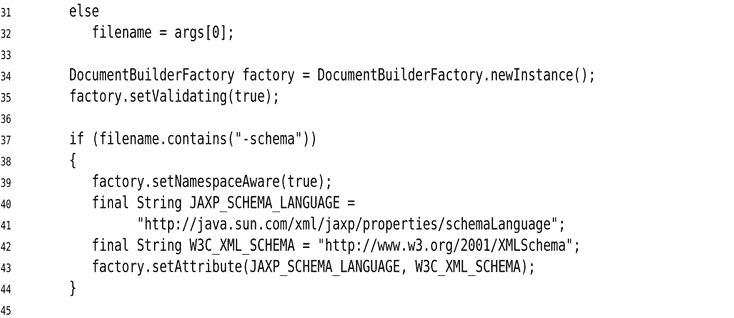 31 else
32 filename = args[0];
33
34 DocumentBuilderFactory factory = DocumentBuilderFactory.newInstance();
35 factory.setValidating(true);
36
37 if (filename.contains("-schema"))
38 {
39 factory.setNamespaceAware(true);
40 final String JAXP_SCHEMA_LANGUAGE =
41 "http://java.sun.com/xml/jaxp/properties/schemaLanguage";
42 final String W3C_XML_SCHEMA = "http://www.w3.org/2001/XMLSchema";
43 factory.setAttribute(JAXP_SCHEMA_LANGUAGE, W3C_XML_SCHEMA);
44 }
45